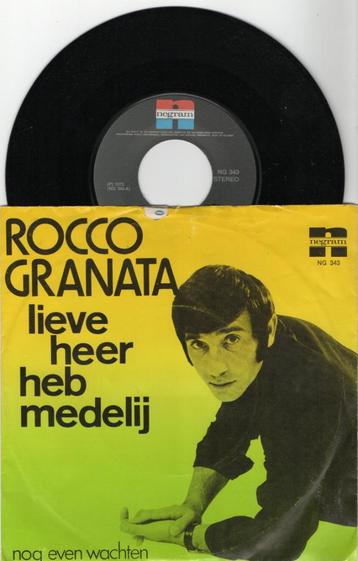 negram
NG 343
STEREO
ROCCO
GRANATA
lieve
heer
heb
medelij
negram
NG 343
nog even wachten